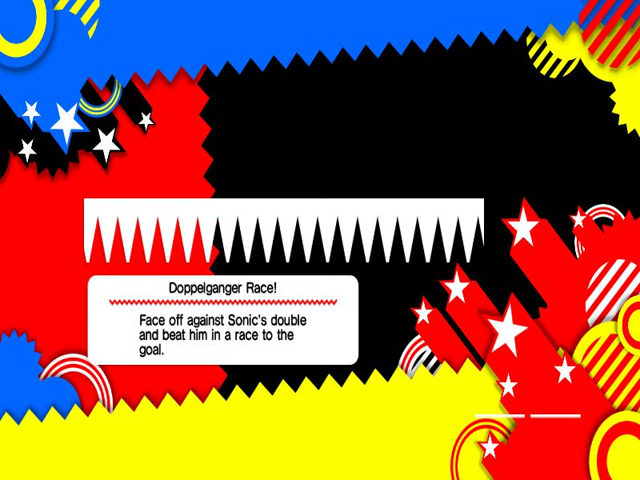 Doppelganger Race!
Face off against Sonic's double
and beat him in a race to the
goal.